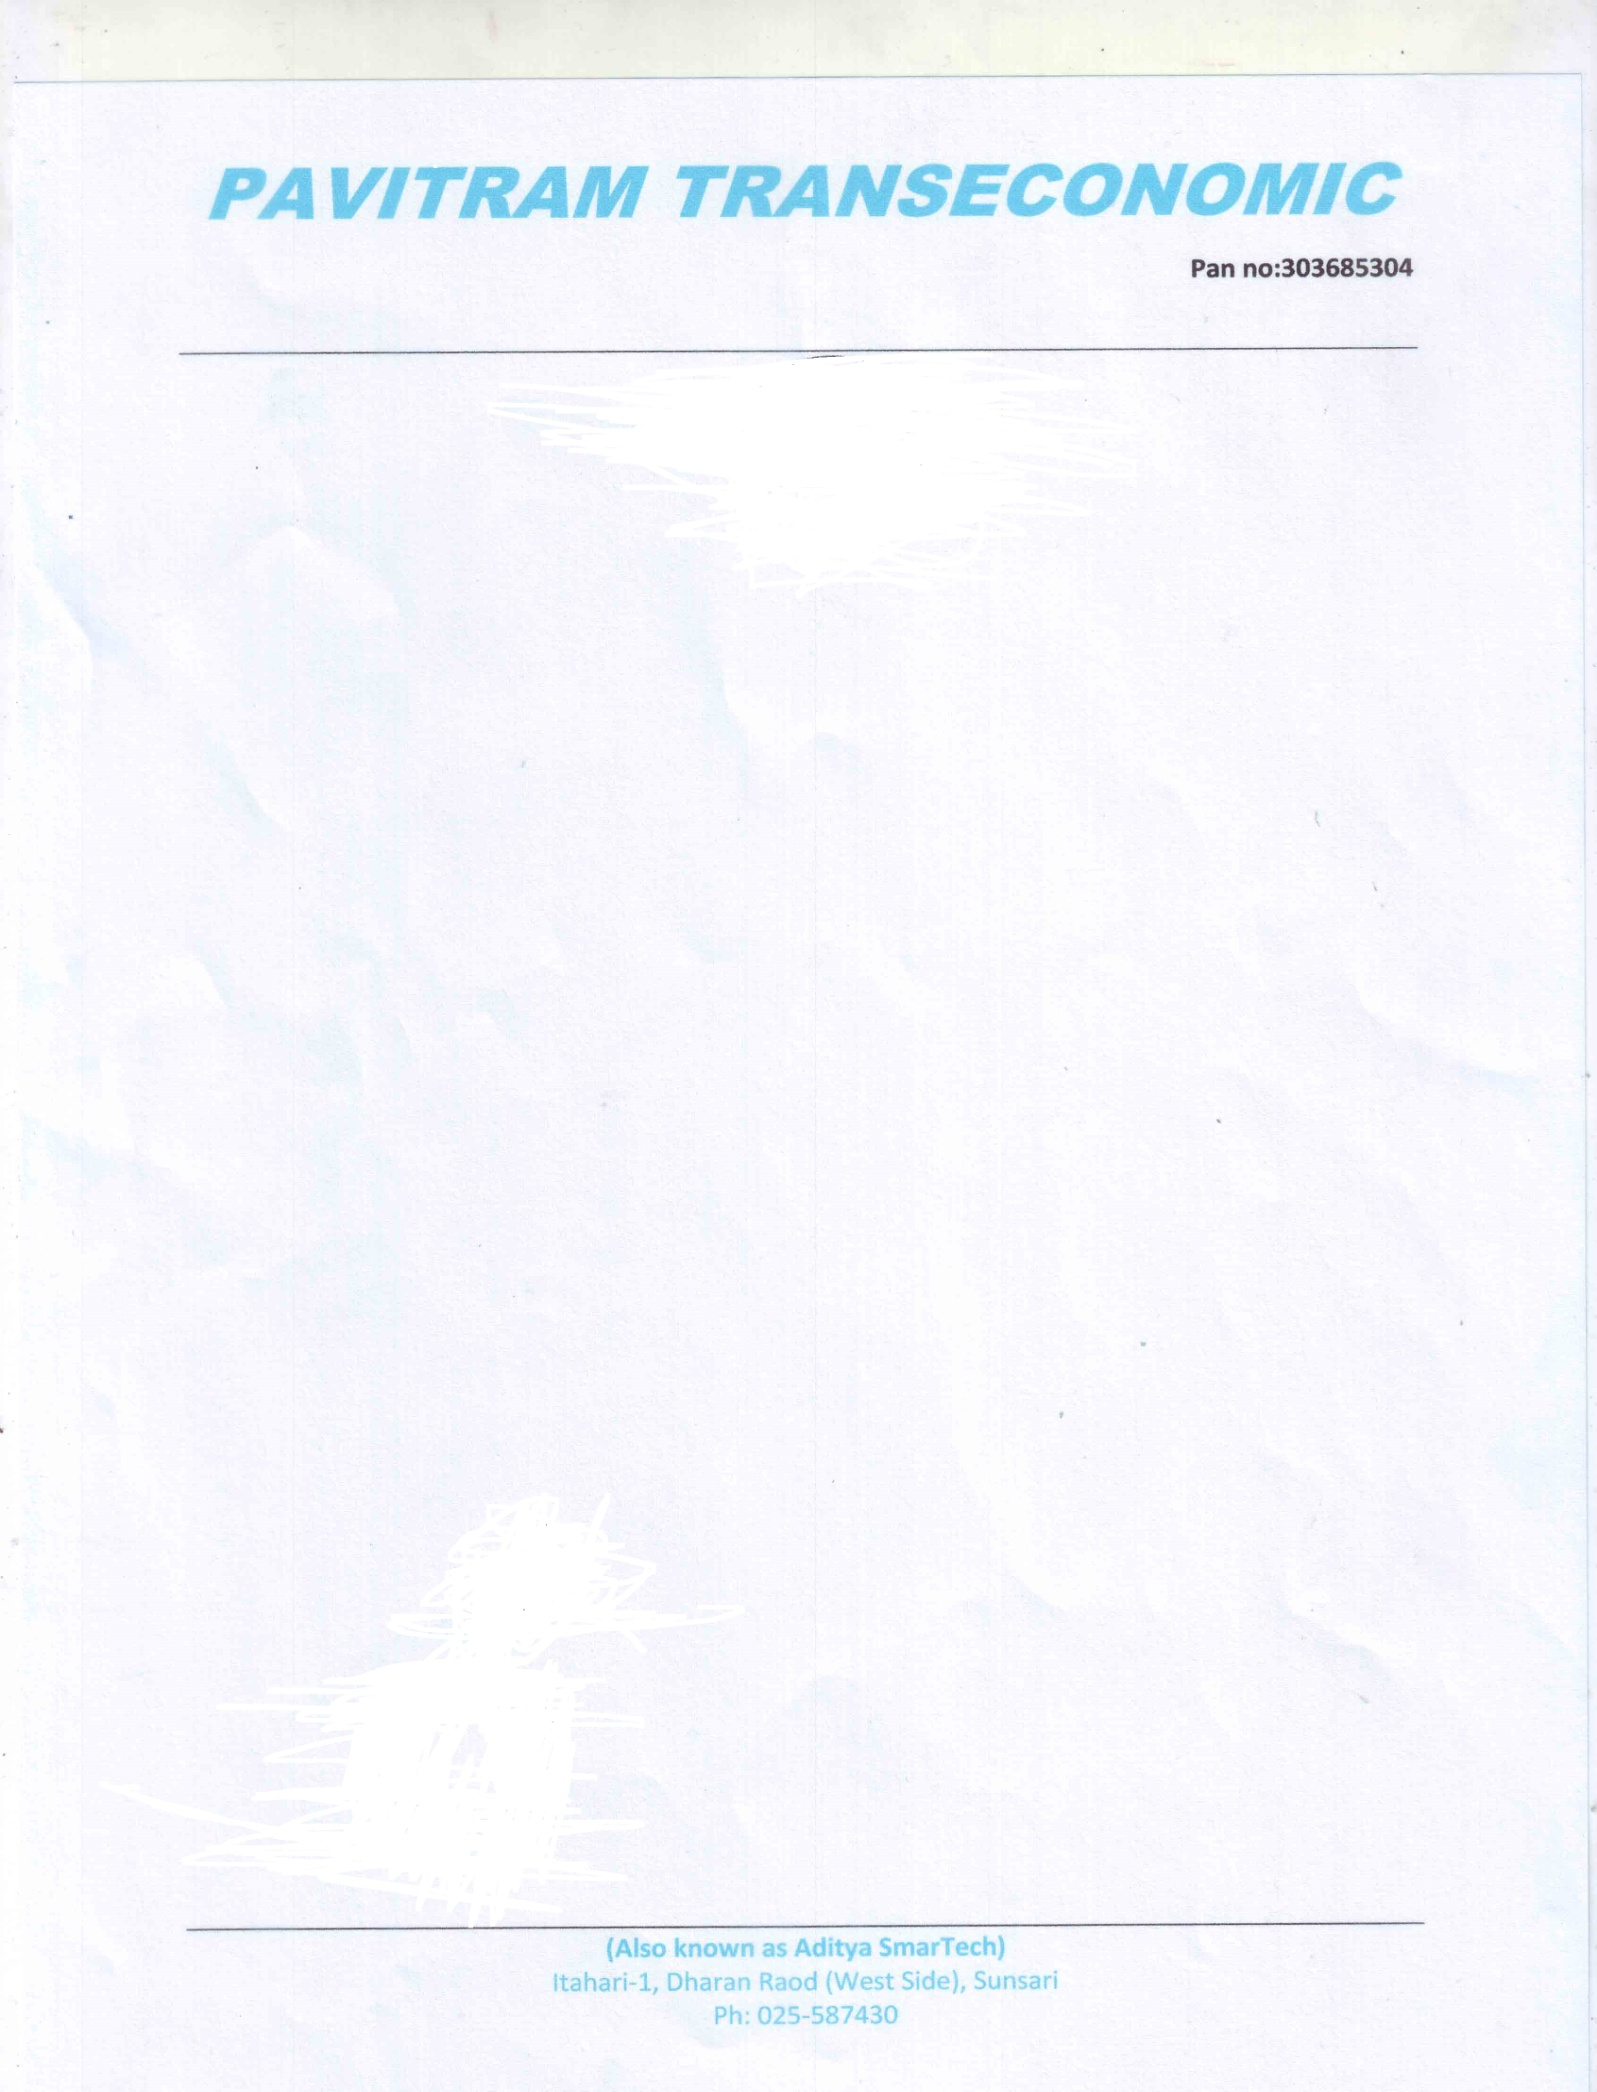 PAVITRAM TRANSECONOMIC
Pan no:303685304
(Also known as Aditya SmarTech)
Itahari-1, Dharan Raod (West Side), Sunsari
Ph: 025-587430